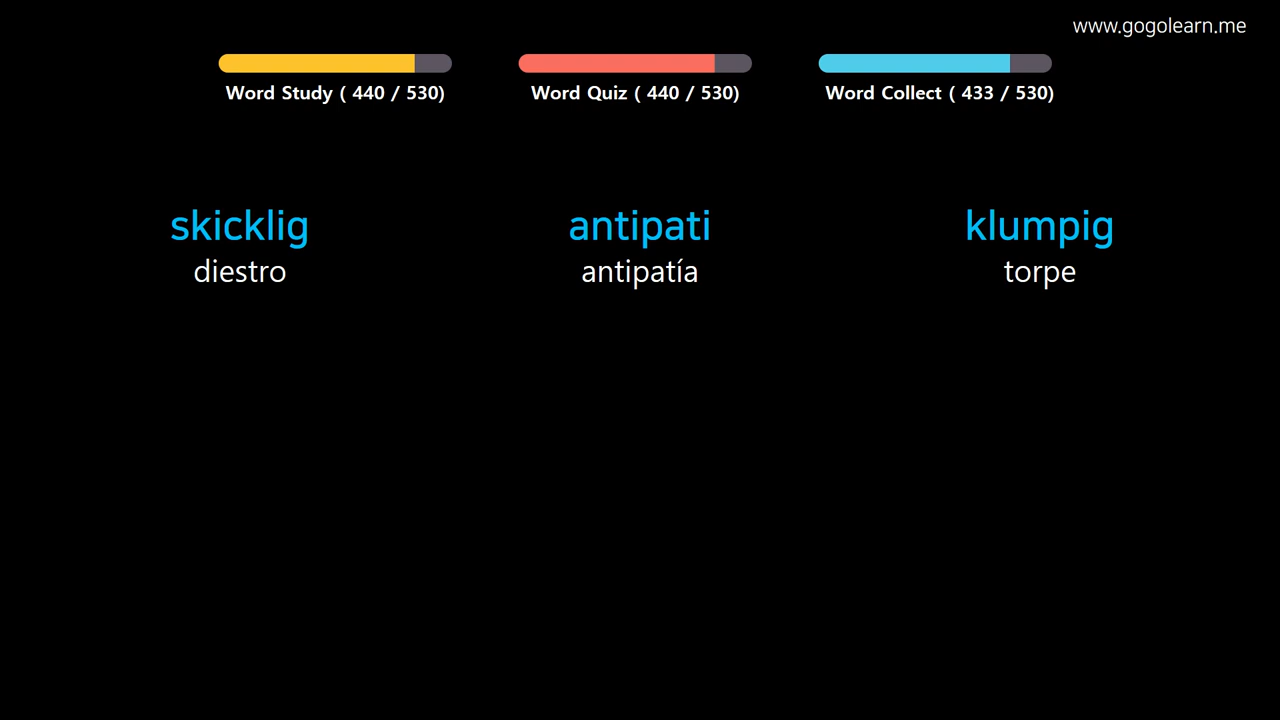 www.gogolearn.me
Word Study ( 440 / 530)
Word Quiz ( 440 / 530)
Word Collect ( 433 / 530)
skicklig
diestro
antipati
antipatía
klumpig
torpe